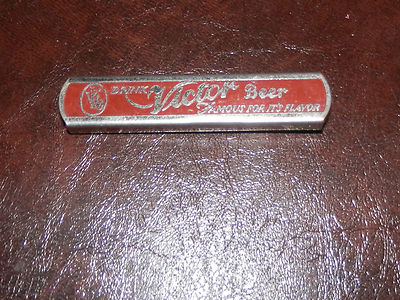 DRINK Victor Beer
FAMOUS FOR IT'S FLAVOR